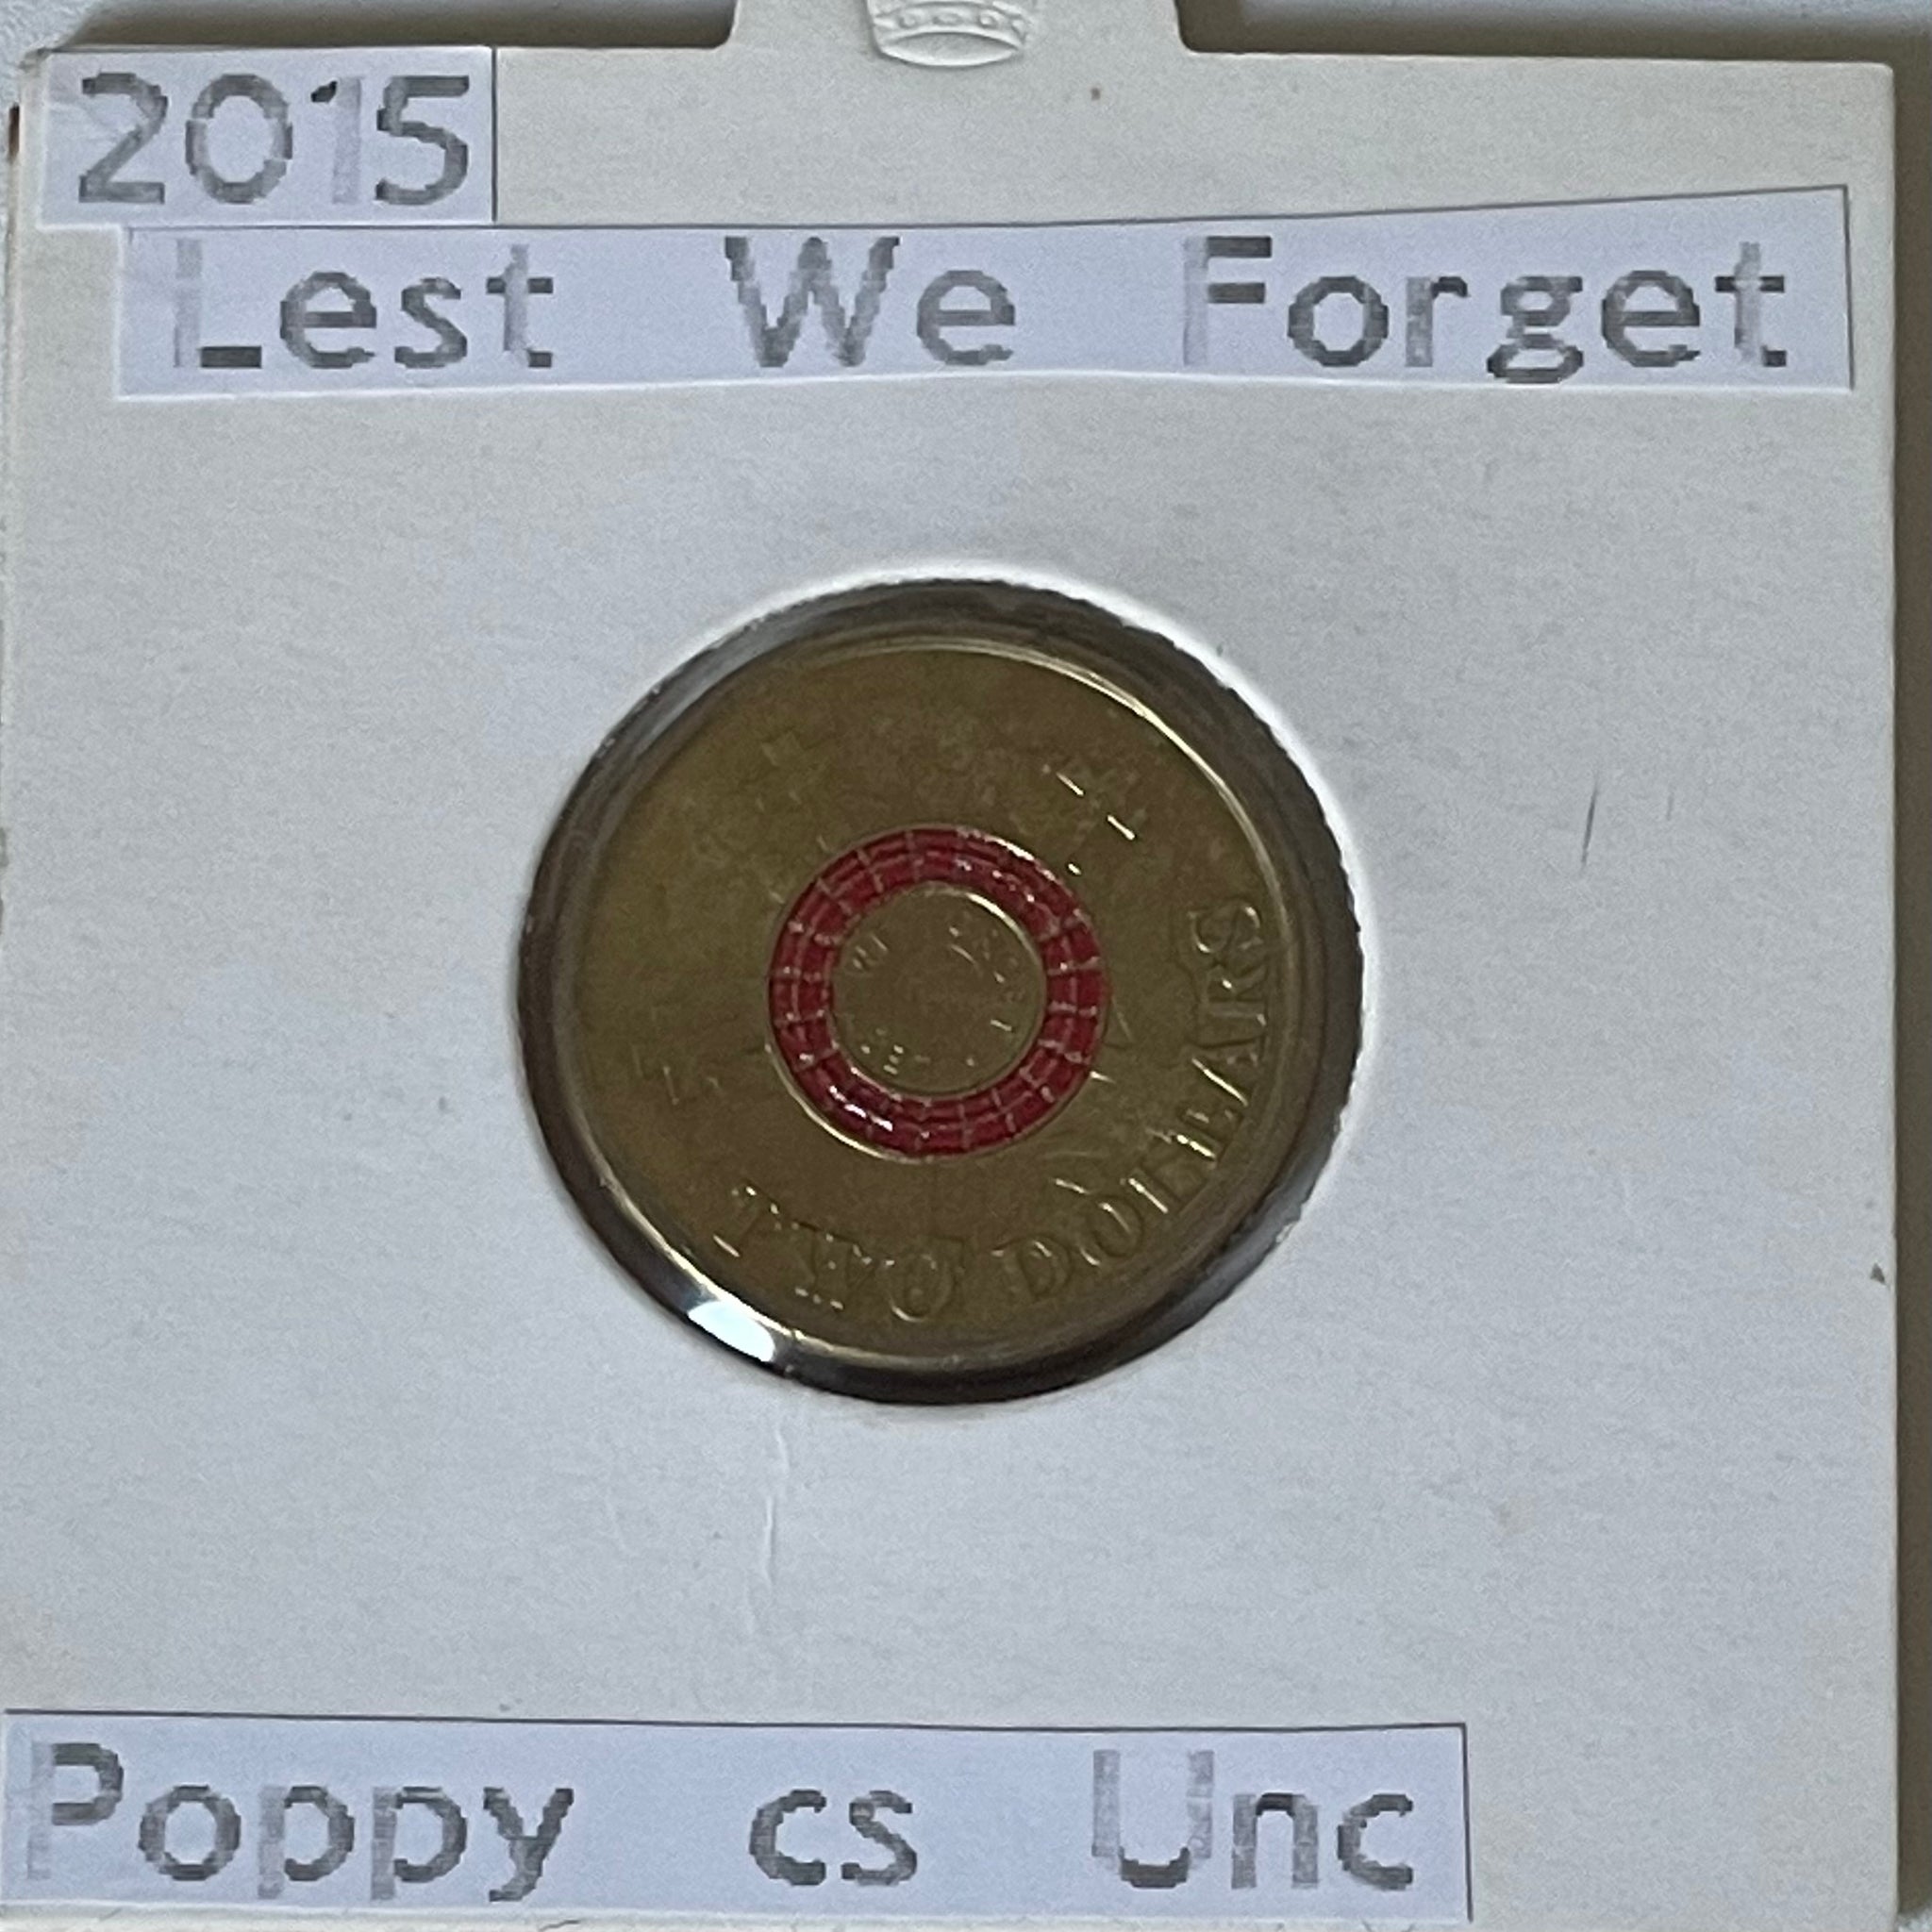 2015
Lest We Forget
TWO DOLLARS
Poppy cs Unc